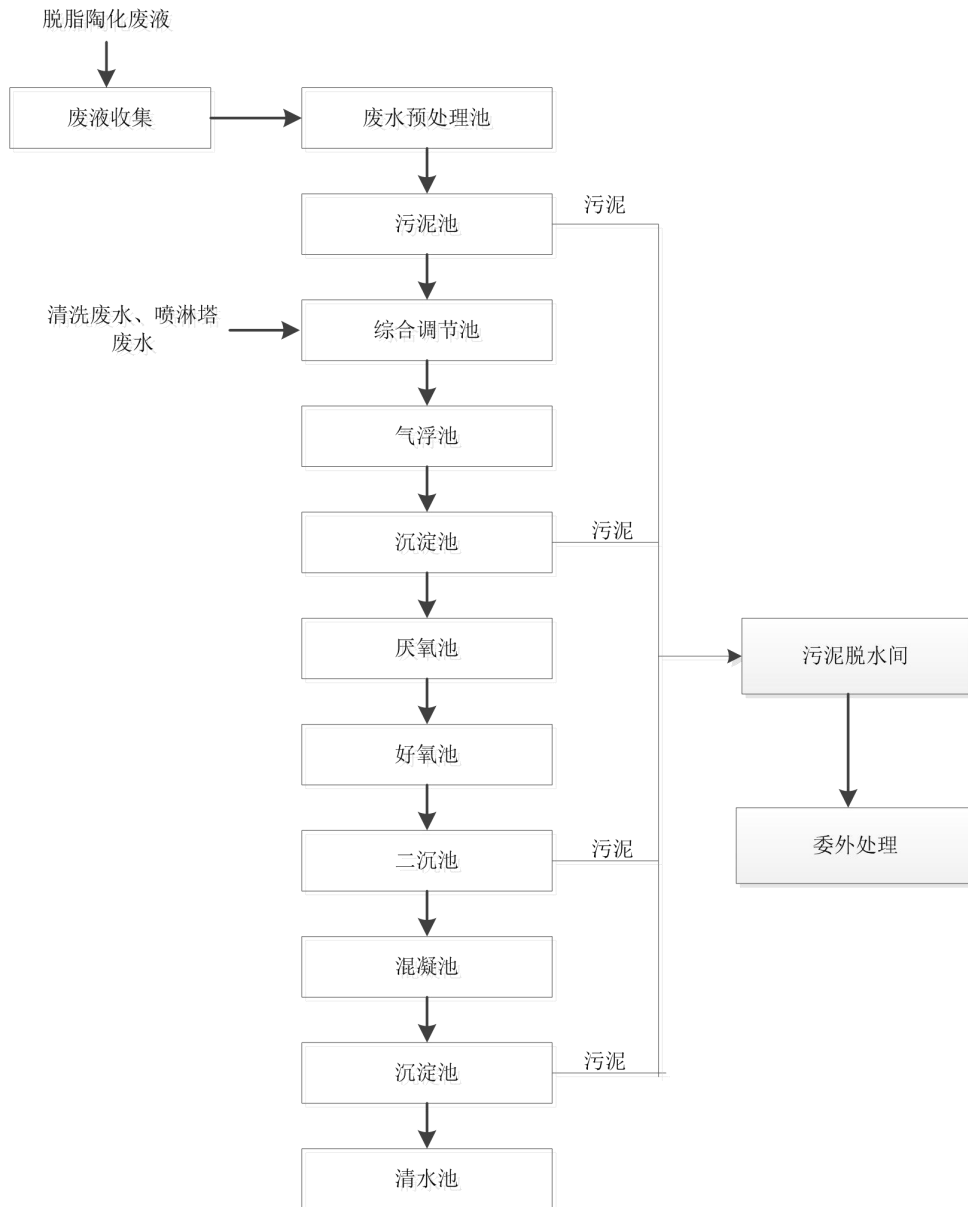 脱脂陶化废液
废液收集
废水预处理池
污泥池
污泥
清洗废水、喷淋塔
废水
综合调节池
气浮池
沉淀池
污泥
厌氧池
污泥脱水间
好氧池
二沉池
污泥
委外处理
混凝池
沉淀池
污泥
清水池